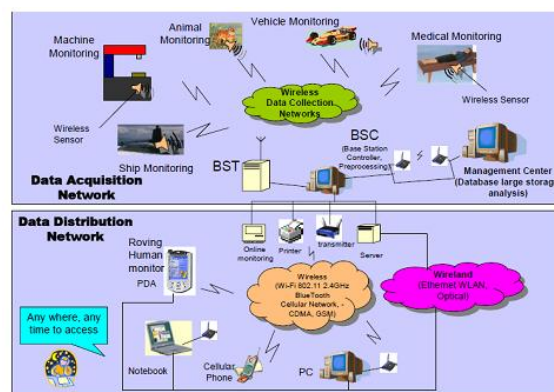 Machine
Monitoring
Animal
Monitoring
Vehicle Monitoring
Medical Monitoring
Wireless
Data Collection
Networks
Wireless Sensor
Wireless
Sensor
Ship Monitoring
BST
BSC
(Base Station
Controller,
Preprocessing)
Management Center
(Database large storage,
analysis)
Data Acquisition
Network
Data Distribution
Network
Online
monitoring
Printer
transmitter
Server
Roving
Human
monitor
PDA
Wireless
(Wi-Fi 802.11 2.4GHz
BlueTooth
Cellular Network, -
CDMA, GSM)
Wireland
(Ethernet WLAN,
Optical)
Any where, any
time to access
Notebook
Cellular
Phone
PC